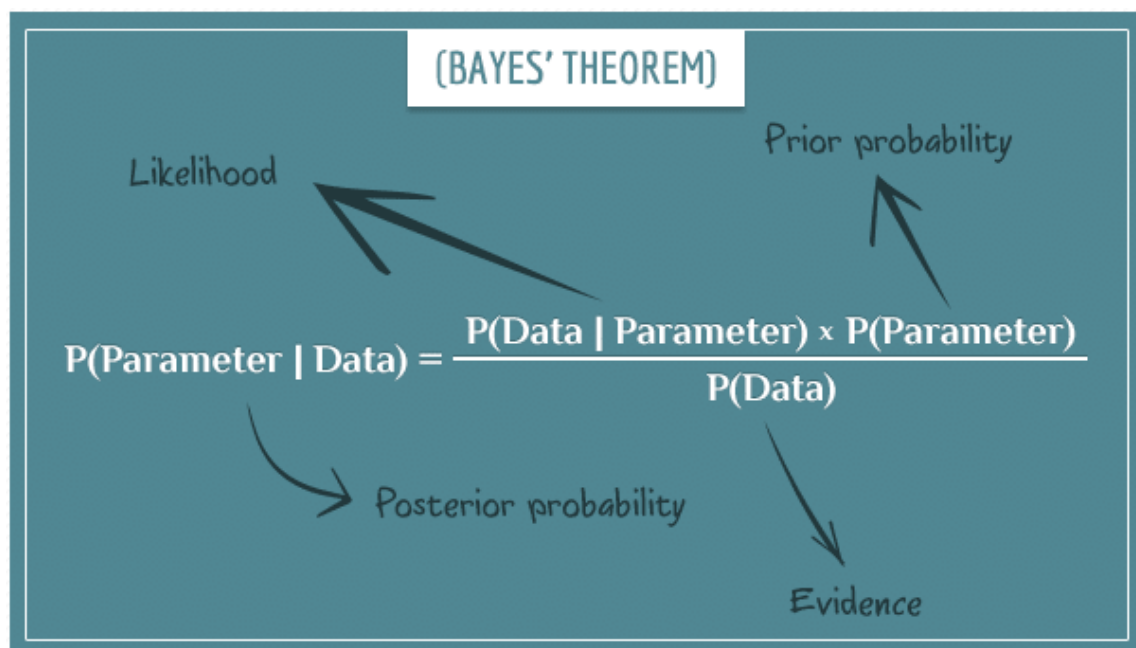 (BAYES' THEOREM)
Likelihood
Prior probability
P(Parameter | Data) = P(Data | Parameter) x P(Parameter)
P(Data)
Posterior probability
Evidence